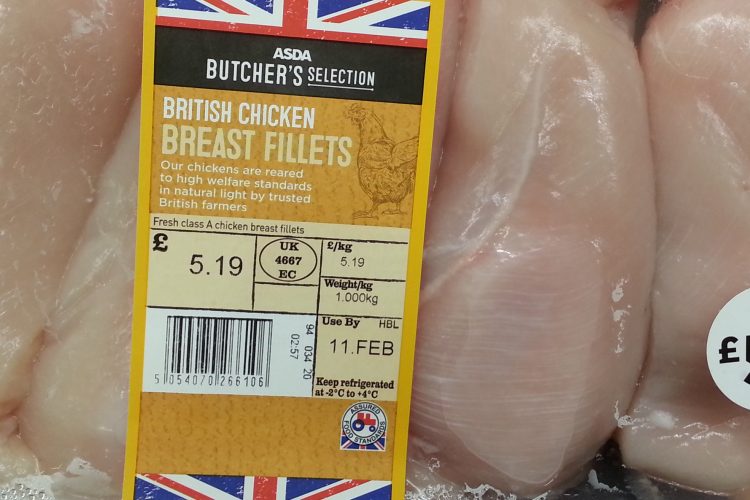 ASDA
BUTCHER'S SELECTION
BRITISH CHICKEN
BREAST FILLETS
Our chickens are reared
to high welfare standards
in natural light by trusted
British farmers
Fresh class A chicken breast fillets
£
5.19
UK
4667
EC
£/kg
5.19
Weight/kg
1.000kg
Use By HBL
11.FEB
Keep refrigerated
at -2°C to +4°C
94 034 20
02:57
5 054070 266106
ASSURED
FOOD STANDARDS
£